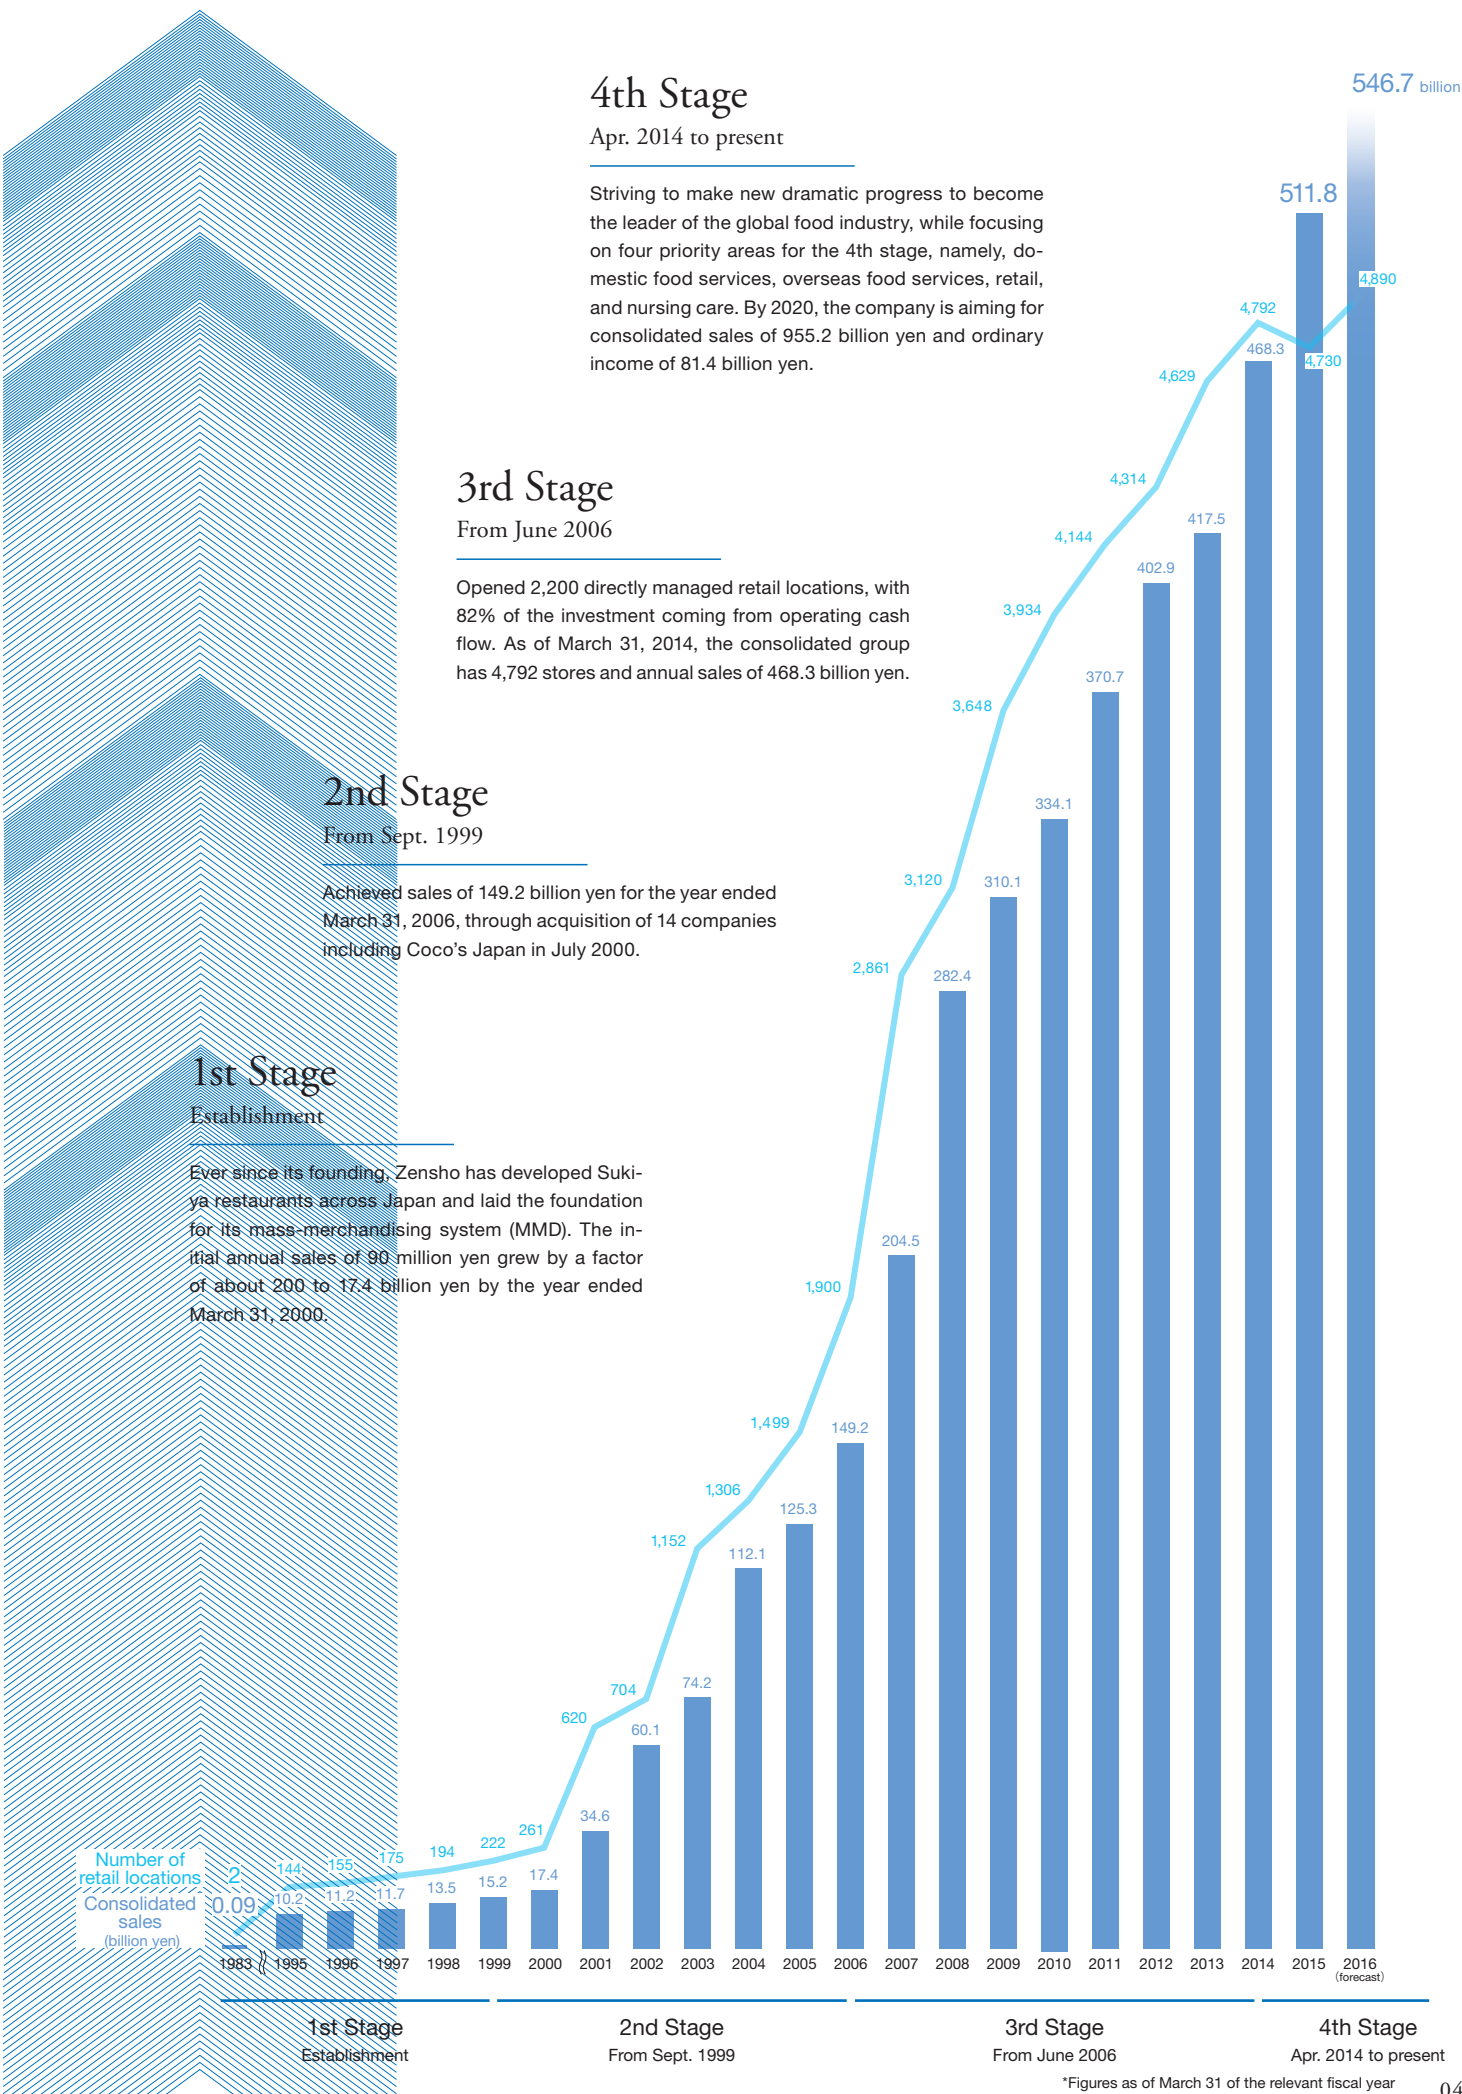 546.7 billion
4th Stage
Apr. 2014 to present
Striving to make new dramatic progress to become
the leader of the global food industry, while focusing
on four priority areas for the 4th stage, namely, do-
mestic food services, overseas food services, retail,
and nursing care. By 2020, the company is aiming for
consolidated sales of 955.2 billion yen and ordinary
income of 81.4 billion yen.
511.8
4,890
4,792
468.3
4,730
4,629
3rd Stage
From June 2006
Opened 2,200 directly managed retail locations, with
82% of the investment coming from operating cash
flow. As of March 31, 2014, the consolidated group
has 4,792 stores and annual sales of 468.3 billion yen.
4,314
417.5
4,144
402.9
3,934
370.7
3,648
334.1
2nd Stage
From Sept. 1999
Achieved sales of 149.2 billion yen for the year ended
March 31, 2006, through acquisition of 14 companies
including Coco's Japan in July 2000.
3,120
310.1
2,861
282.4
1st Stage
Establishment
Ever since its founding, Zensho has developed Suki-
ya restaurants across Japan and laid the foundation
for its mass-merchandising system (MMD). The in-
itial annual sales of 90 million yen grew by a factor
of about 200 to 17.4 billion yen by the year ended
March 31, 2000.
204.5
1,900
1,499
149.2
1,306
125.3
1,152
112.1
704
74.2
620
60.1
34.6
Number of
retail locations
2 144 155 175 194 222 261
Consolidated
sales
(billion yen)
0.09 10.2 11.2 11.7 13.5 15.2 17.4
1983 1995 1996 1997 1998 1999 2000 2001 2002 2003 2004 2005 2006 2007 2008 2009 2010 2011 2012 2013 2014 2015 2016
(forecast)
1st Stage
Establishment
2nd Stage
From Sept. 1999
3rd Stage
From June 2006
4th Stage
Apr. 2014 to present
*Figures as of March 31 of the relevant fiscal year
04